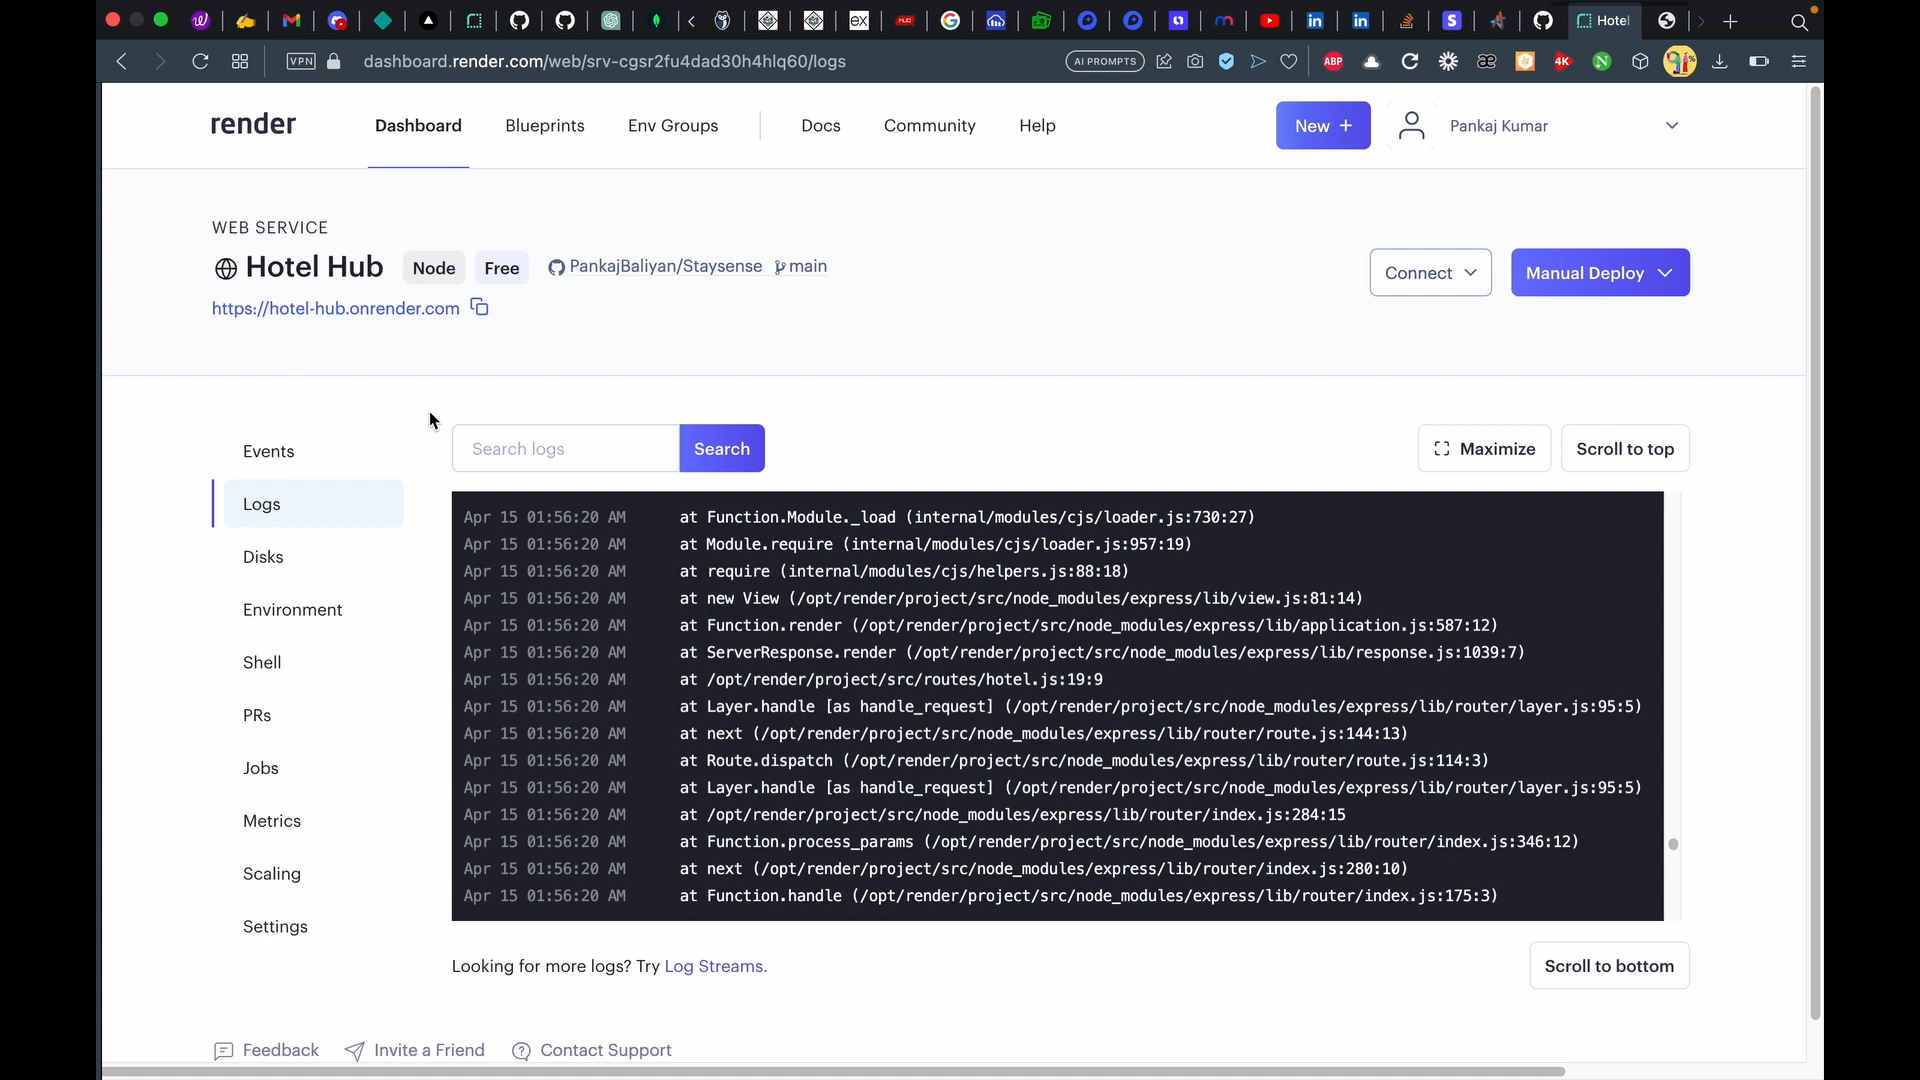 Hotel
VPN
dashboard.render.com/web/srv-cgsr2fu4dad30h4hlq60/logs
AI PROMPTS
ABP
4K
render
Dashboard
Blueprints
Env Groups
Docs
Community
Help
New +
Pankaj Kumar
WEB SERVICE
Hotel Hub
Node
Free
PankajBaliyan/Staysense
main
https://hotel-hub.onrender.com
Connect
Manual Deploy
Events
Logs
Disks
Environment
Shell
PRs
Jobs
Metrics
Scaling
Settings
Search logs
Search
Maximize
Scroll to top
Apr 15 01:56:20 AM at Function.Module._load (internal/modules/cjs/loader.js:730:27)
Apr 15 01:56:20 AM at Module.require (internal/modules/cjs/loader.js:957:19)
Apr 15 01:56:20 AM at require (internal/modules/cjs/helpers.js:88:18)
Apr 15 01:56:20 AM at new View (/opt/render/project/src/node_modules/express/lib/view.js:81:14)
Apr 15 01:56:20 AM at Function.render (/opt/render/project/src/node_modules/express/lib/application.js:587:12)
Apr 15 01:56:20 AM at ServerResponse.render (/opt/render/project/src/node_modules/express/lib/response.js:1039:7)
Apr 15 01:56:20 AM at /opt/render/project/src/routes/hotel.js:19:9
Apr 15 01:56:20 AM at Layer.handle [as handle_request] (/opt/render/project/src/node_modules/express/lib/router/layer.js:95:5)
Apr 15 01:56:20 AM at next (/opt/render/project/src/node_modules/express/lib/router/route.js:144:13)
Apr 15 01:56:20 AM at Route.dispatch (/opt/render/project/src/node_modules/express/lib/router/route.js:114:3)
Apr 15 01:56:20 AM at Layer.handle [as handle_request] (/opt/render/project/src/node_modules/express/lib/router/layer.js:95:5)
Apr 15 01:56:20 AM at /opt/render/project/src/node_modules/express/lib/router/index.js:284:15
Apr 15 01:56:20 AM at Function.process_params (/opt/render/project/src/node_modules/express/lib/router/index.js:346:12)
Apr 15 01:56:20 AM at next (/opt/render/project/src/node_modules/express/lib/router/index.js:280:10)
Apr 15 01:56:20 AM at Function.handle (/opt/render/project/src/node_modules/express/lib/router/index.js:175:3)
Looking for more logs? Try Log Streams.
Scroll to bottom
Feedback
Invite a Friend
Contact Support